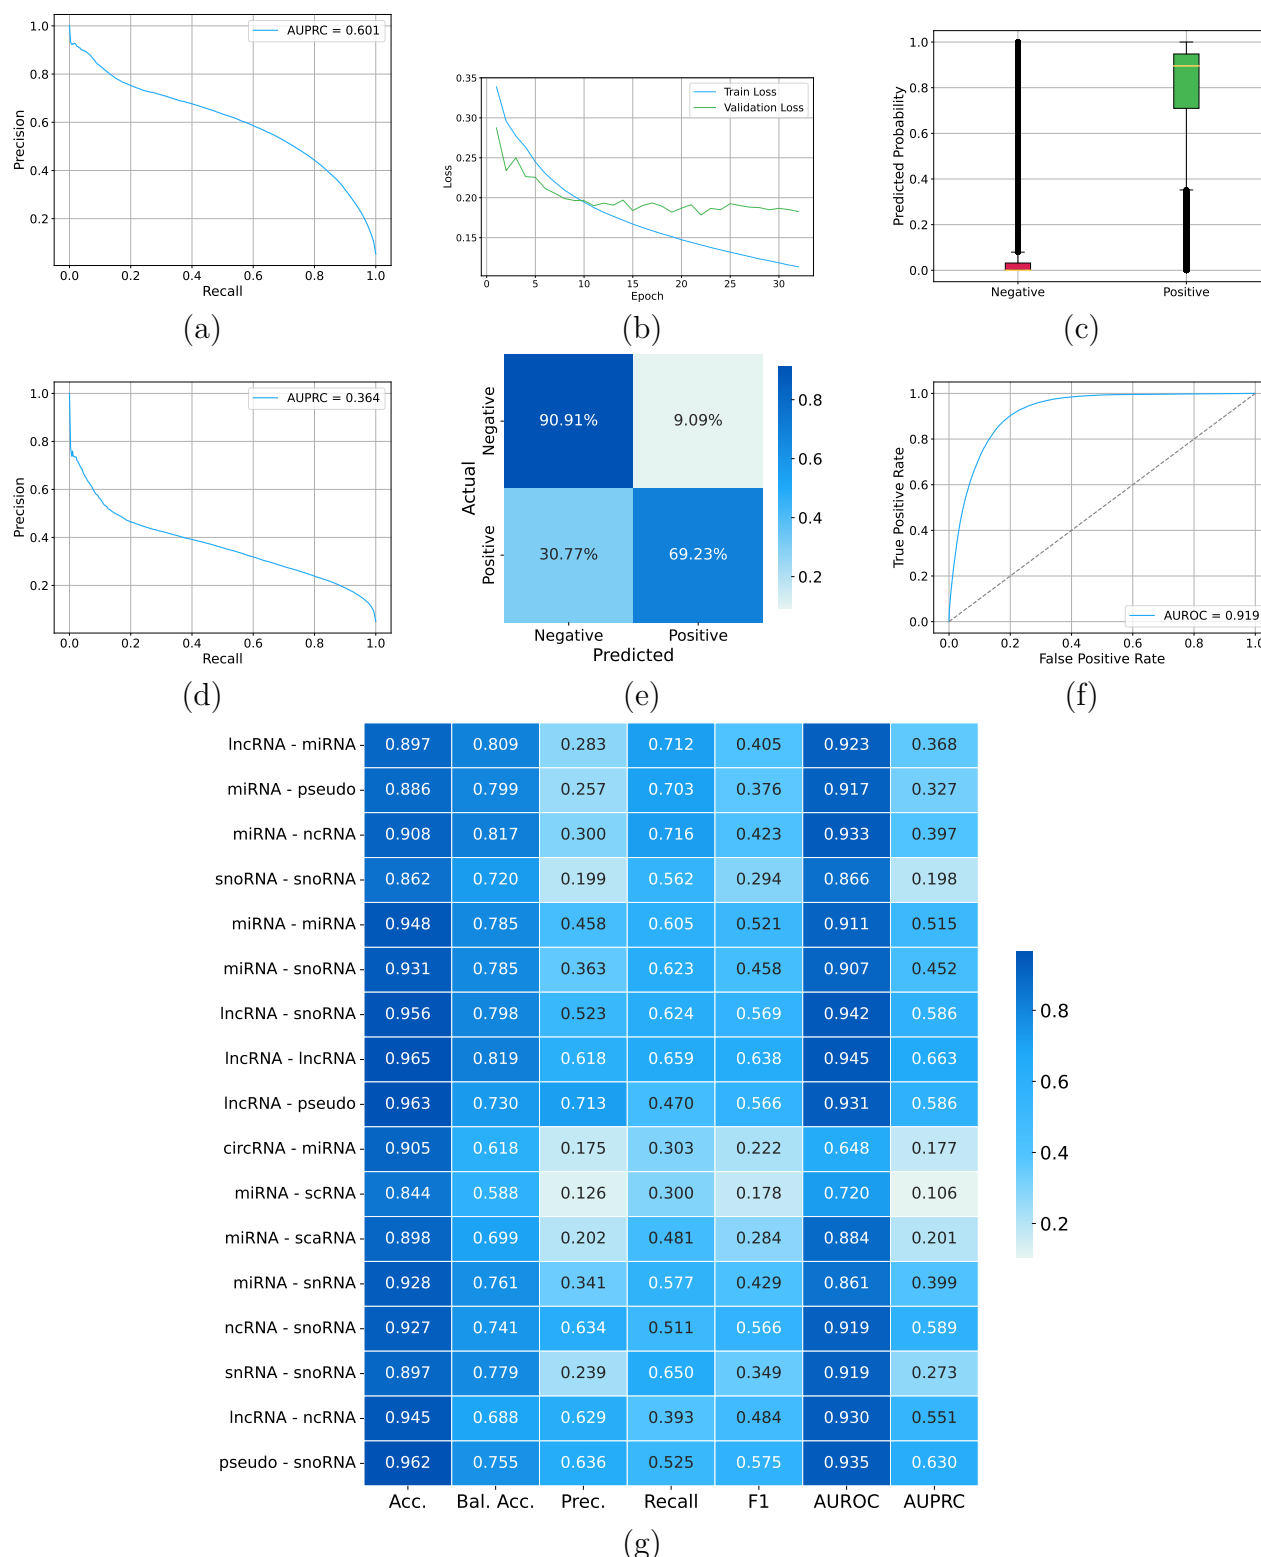 AUPRC = 0.601
1.0
0.8
0.6
0.4
0.2
Precision
0.0 0.2 0.4 0.6 0.8 1.0
Recall
(a)
Train Loss
Validation Loss
0.35
0.30
0.25
0.20
0.15
Loss
0 5 10 15 20 25 30
Epoch
(b)
1.0
0.8
0.6
0.4
0.2
0.0
Predicted Probability
Negative Positive
(c)
AUPRC = 0.364
1.0
0.8
0.6
0.4
0.2
Precision
0.0 0.2 0.4 0.6 0.8 1.0
Recall
(d)
Actual
Negative
90.91% 9.09%
Positive
30.77% 69.23%
Negative Positive
Predicted
0.8
0.6
0.4
0.2
(e)
1.0
0.8
0.6
0.4
0.2
0.0
True Positive Rate
AUROC = 0.919
0.0 0.2 0.4 0.6 0.8 1.0
False Positive Rate
(f)
lncRNA - miRNA 0.897 0.809 0.283 0.712 0.405 0.923 0.368
miRNA - pseudo 0.886 0.799 0.257 0.703 0.376 0.917 0.327
miRNA - ncRNA 0.908 0.817 0.300 0.716 0.423 0.933 0.397
snoRNA - snoRNA 0.862 0.720 0.199 0.562 0.294 0.866 0.198
miRNA - miRNA 0.948 0.785 0.458 0.605 0.521 0.911 0.515
miRNA - snoRNA 0.931 0.785 0.363 0.623 0.458 0.907 0.452
lncRNA - snoRNA 0.956 0.798 0.523 0.624 0.569 0.942 0.586
lncRNA - lncRNA 0.965 0.819 0.618 0.659 0.638 0.945 0.663
lncRNA - pseudo 0.963 0.730 0.713 0.470 0.566 0.931 0.586
circRNA - miRNA 0.905 0.618 0.175 0.303 0.222 0.648 0.177
miRNA - scRNA 0.844 0.588 0.126 0.300 0.178 0.720 0.106
miRNA - scaRNA 0.898 0.699 0.202 0.481 0.284 0.884 0.201
miRNA - snRNA 0.928 0.761 0.341 0.577 0.429 0.861 0.399
ncRNA - snoRNA 0.927 0.741 0.634 0.511 0.566 0.919 0.589
snRNA - snoRNA 0.897 0.779 0.239 0.650 0.349 0.919 0.273
lncRNA - ncRNA 0.945 0.688 0.629 0.393 0.484 0.930 0.551
pseudo - snoRNA 0.962 0.755 0.636 0.525 0.575 0.935 0.630
Acc. Bal. Acc. Prec. Recall F1 AUROC AUPRC
0.8
0.6
0.4
0.2
(g)